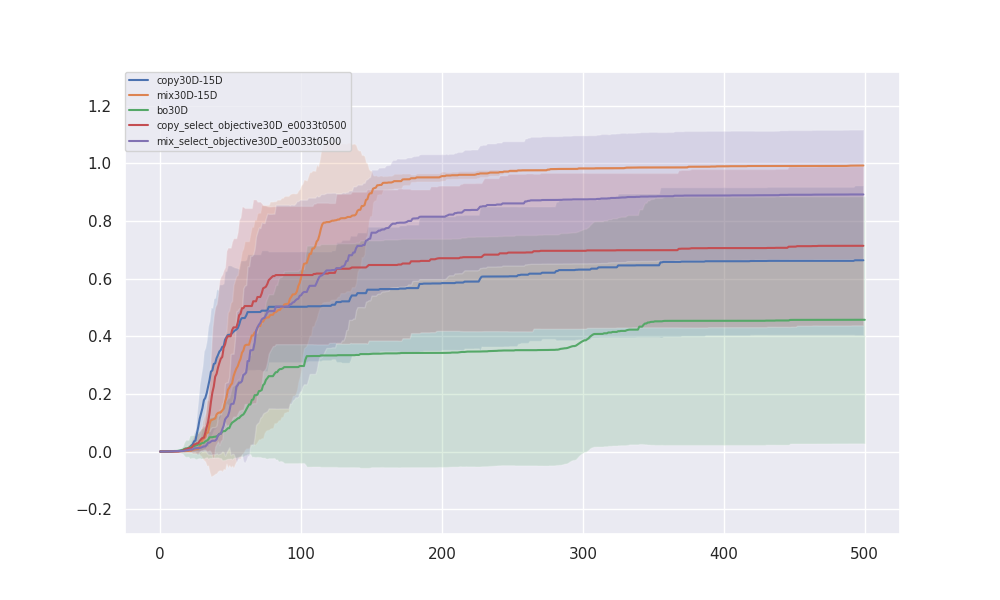 copy30D-15D
mix30D-15D
bo30D
copy_select_objective30D_e0033t0500
mix_select_objective30D_e0033t0500
1.2
1.0
0.8
0.6
0.4
0.2
0.0
−0.2
0 100 200 300 400 500